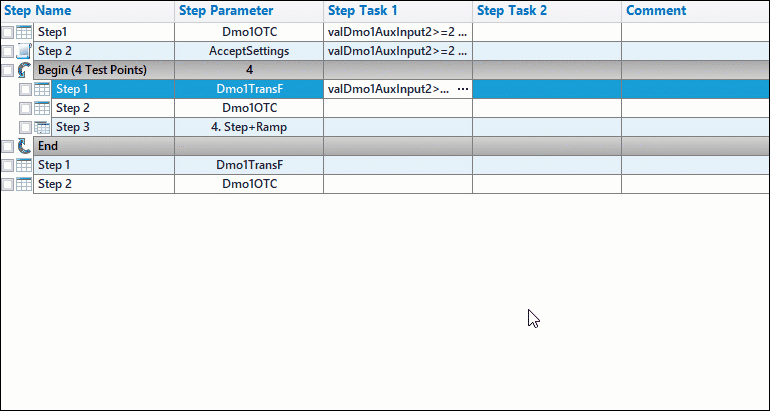 Step Name Step Parameter Step Task 1 Step Task 2 Comment
Step1 Dmo1OTC valDmo1AuxInput2>=2 ...
Step 2 AcceptSettings valDmo1AuxInput2>=2 ...
Begin (4 Test Points) 4
Step 1 Dmo1TransF valDmo1AuxInput2>... ...
Step 2 Dmo1OTC
Step 3 4. Step+Ramp
End
Step 1 Dmo1TransF
Step 2 Dmo1OTC